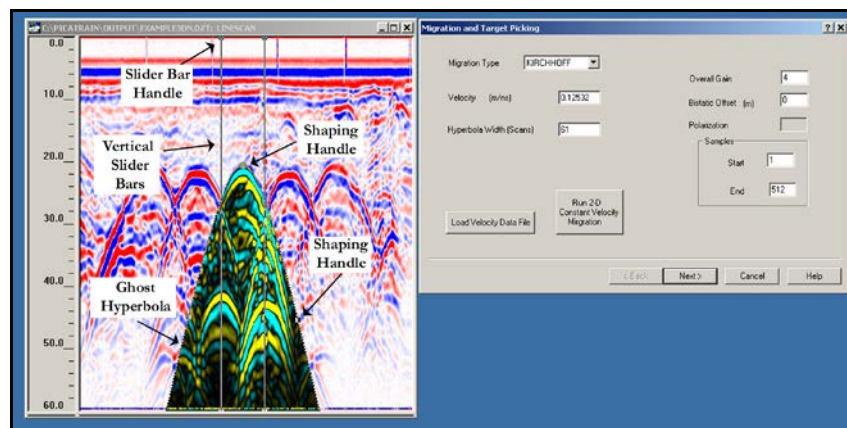 C:\PICATRAIN\OUTPUT\EXAMPLE3DN.DZT: LINESCAN
0.0
10.0
20.0
30.0
40.0
50.0
60.0
Slider Bar
Handle
Vertical
Slider
Bars
Shaping
Handle
Shaping
Handle
Ghost
Hyperbola
Migration and Target Picking
Migration Type
KIRCHHOFF
Velocity (m/ns)
0.12532
Hyperbola Width (Scans)
61
Overall Gain
4
Bistatic Offset (m)
0
Polarization
Samples
Start
1
End
512
Load Velocity Data File
Run 2-D
Constant Velocity
Migration
< Back
Next >
Cancel
Help